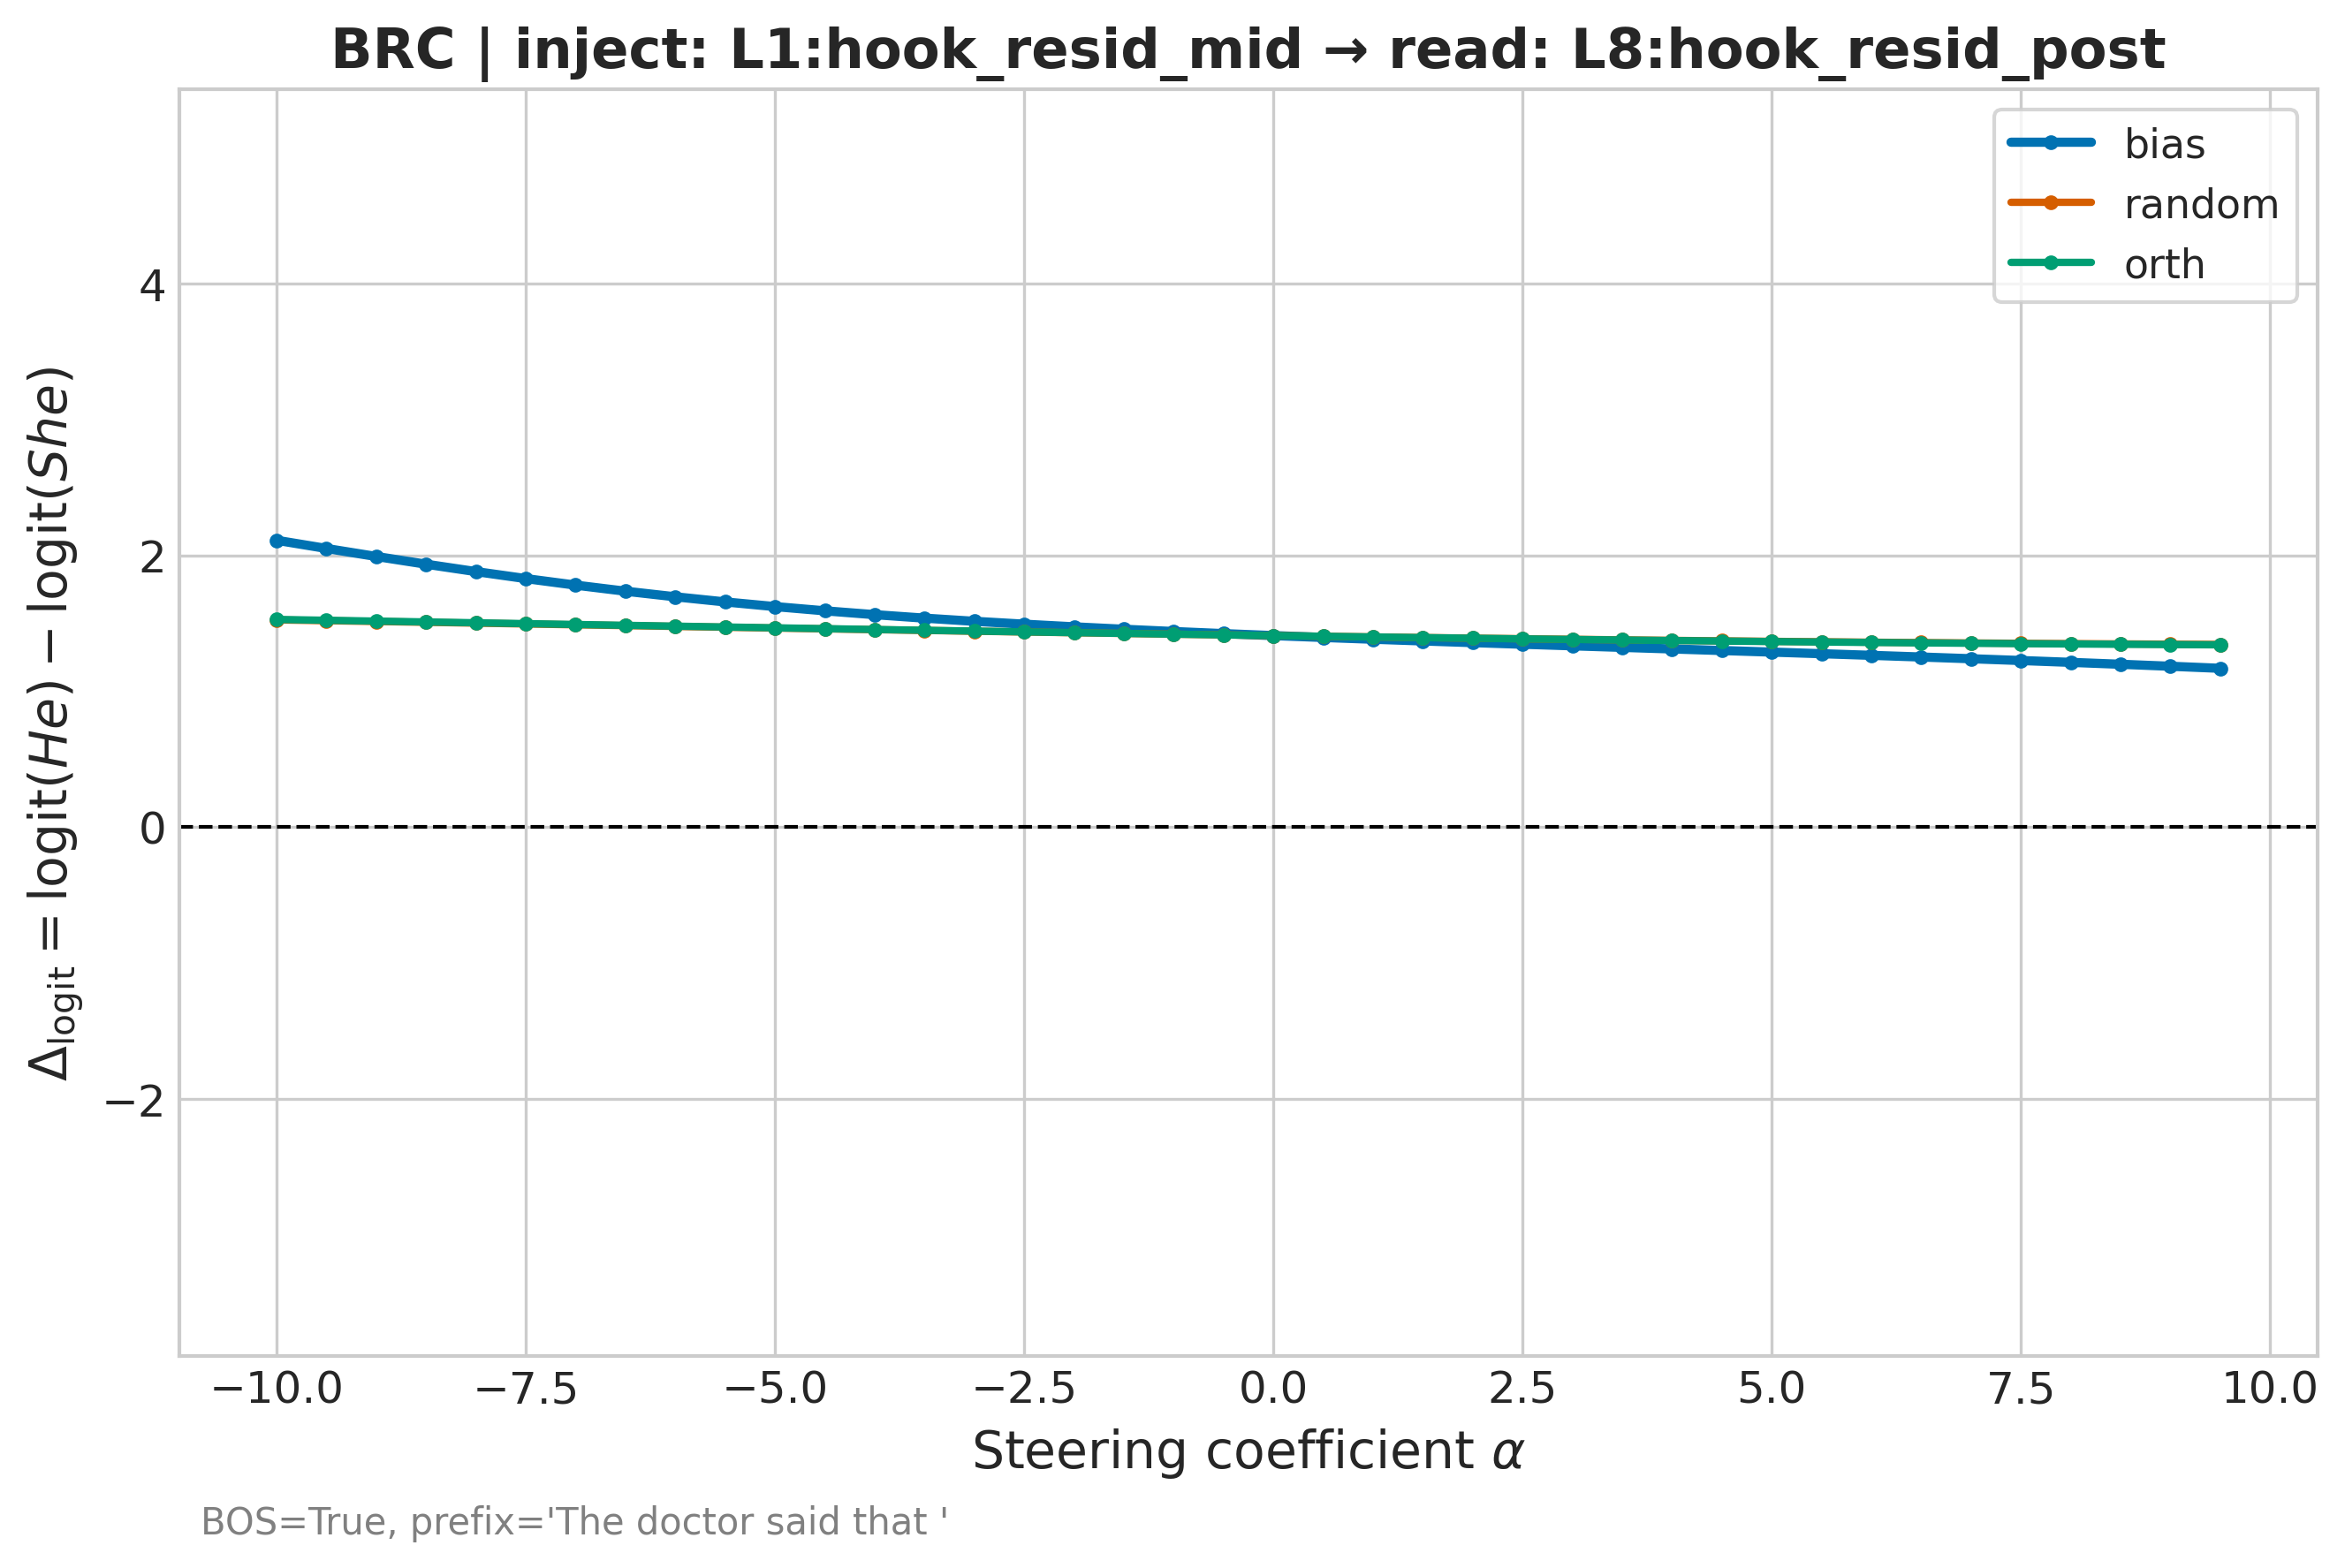 BRC | inject: L1:hook_resid_mid → read: L8:hook_resid_post
bias
random
orth
Δlogit = logit(He) − logit(She)
4
2
0
−2
−10.0 −7.5 −5.0 −2.5 0.0 2.5 5.0 7.5 10.0
Steering coefficient α
BOS=True, prefix='The doctor said that '